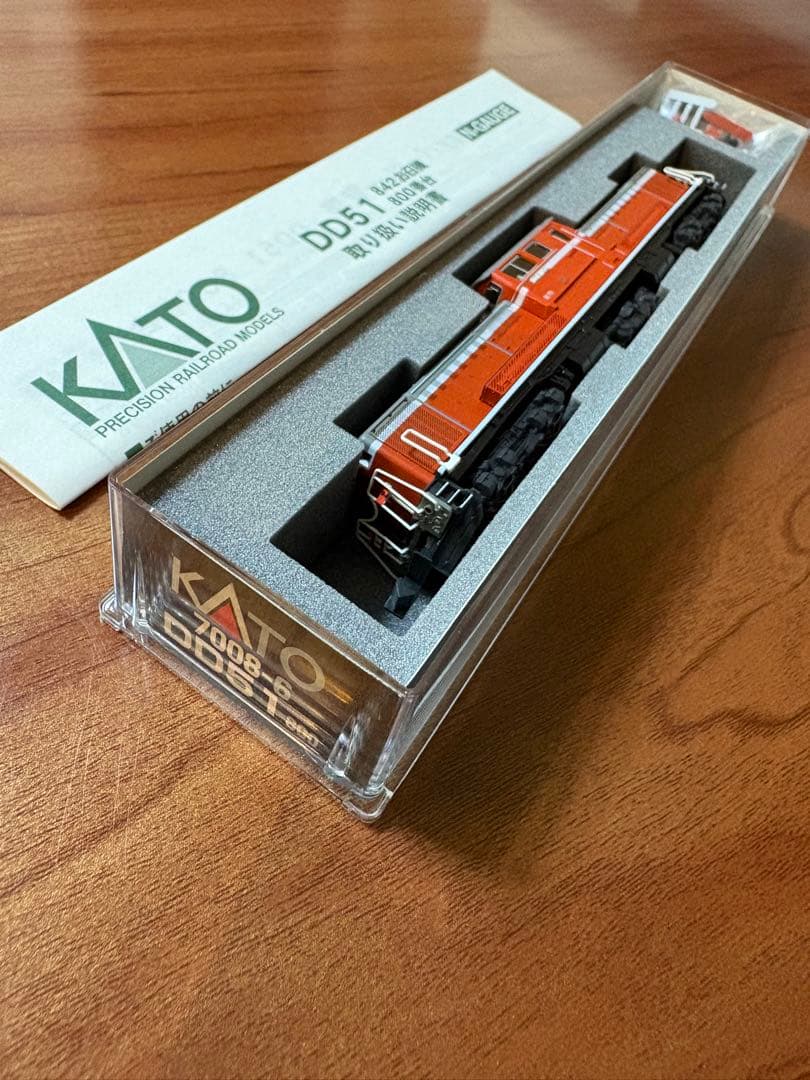 N-GAUGE
DD51 842お召機
800番台
取り扱い説明書
KATO
PRECISION RAILROAD MODELS
KATO
7008-6
DD51